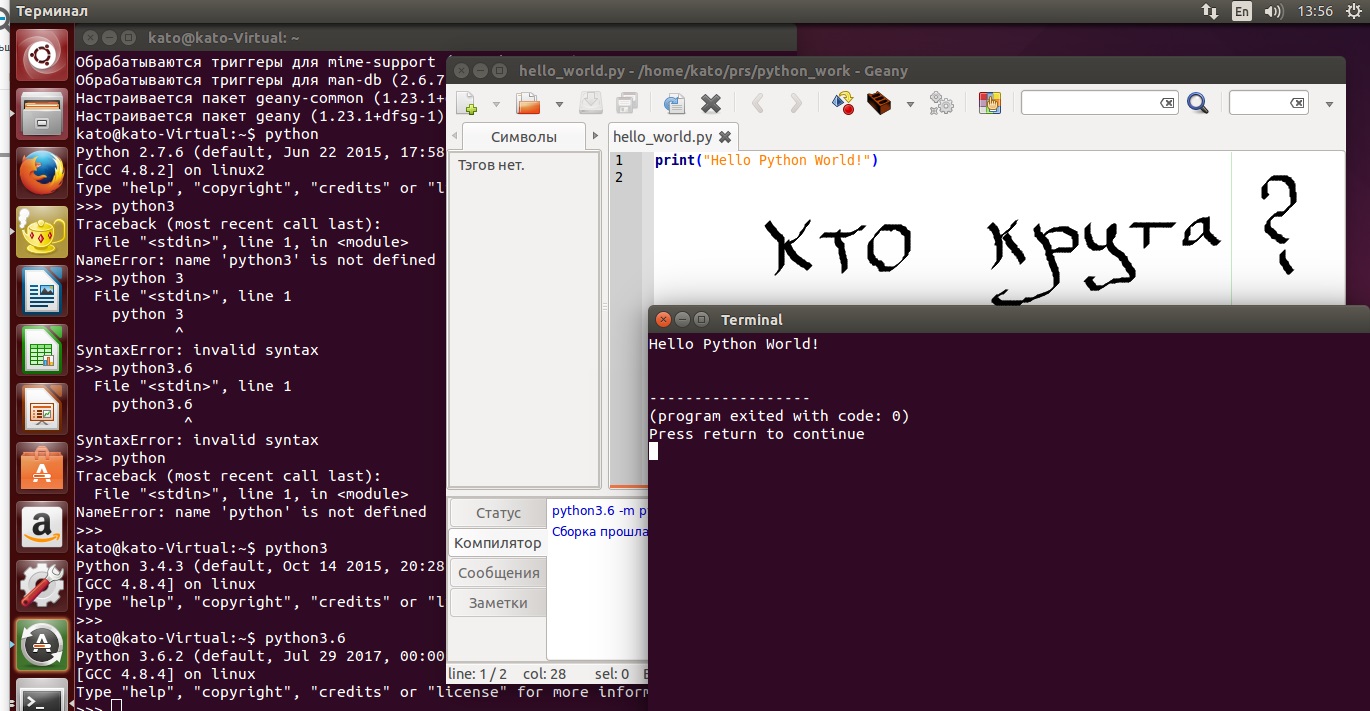 Терминал
En
13:56
kato@kato-Virtual: ~
Обрабатываются триггеры для mime-support
Обрабатываются триггеры для man-db (2.6.7
Настраивается пакет geany-common (1.23.1+
Настраивается пакет geany (1.23.1+dfsg-1)
kato@kato-Virtual:~$ python
Python 2.7.6 (default, Jun 22 2015, 17:58
[GCC 4.8.2] on linux2
Type "help", "copyright", "credits" or "l
>>> python3
Traceback (most recent call last):
  File "<stdin>", line 1, in <module>
NameError: name 'python3' is not defined
>>> python 3
  File "<stdin>", line 1
    python 3
           ^
SyntaxError: invalid syntax
>>> python3.6
  File "<stdin>", line 1
    python3.6
            ^
SyntaxError: invalid syntax
>>> python
Traceback (most recent call last):
  File "<stdin>", line 1, in <module>
NameError: name 'python' is not defined
>>>
kato@kato-Virtual:~$ python3
Python 3.4.3 (default, Oct 14 2015, 20:28
[GCC 4.8.4] on linux
Type "help", "copyright", "credits" or "l
>>>
kato@kato-Virtual:~$ python3.6
Python 3.6.2 (default, Jul 29 2017, 00:00
[GCC 4.8.4] on linux
Type "help", "copyright", "credits" or "license" for more inform
>>>
hello_world.py - /home/kato/prs/python_work - Geany
Символы
hello_world.py
Тэгов нет.
1 print("Hello Python World!")
2
кто крута ?
Статус
Компилятор
Сообщения
Заметки
python3.6 -m p
Сборка прошла
line: 1 / 2 col: 28 sel: 0
Terminal
Hello Python World!
------------------
(program exited with code: 0)
Press return to continue